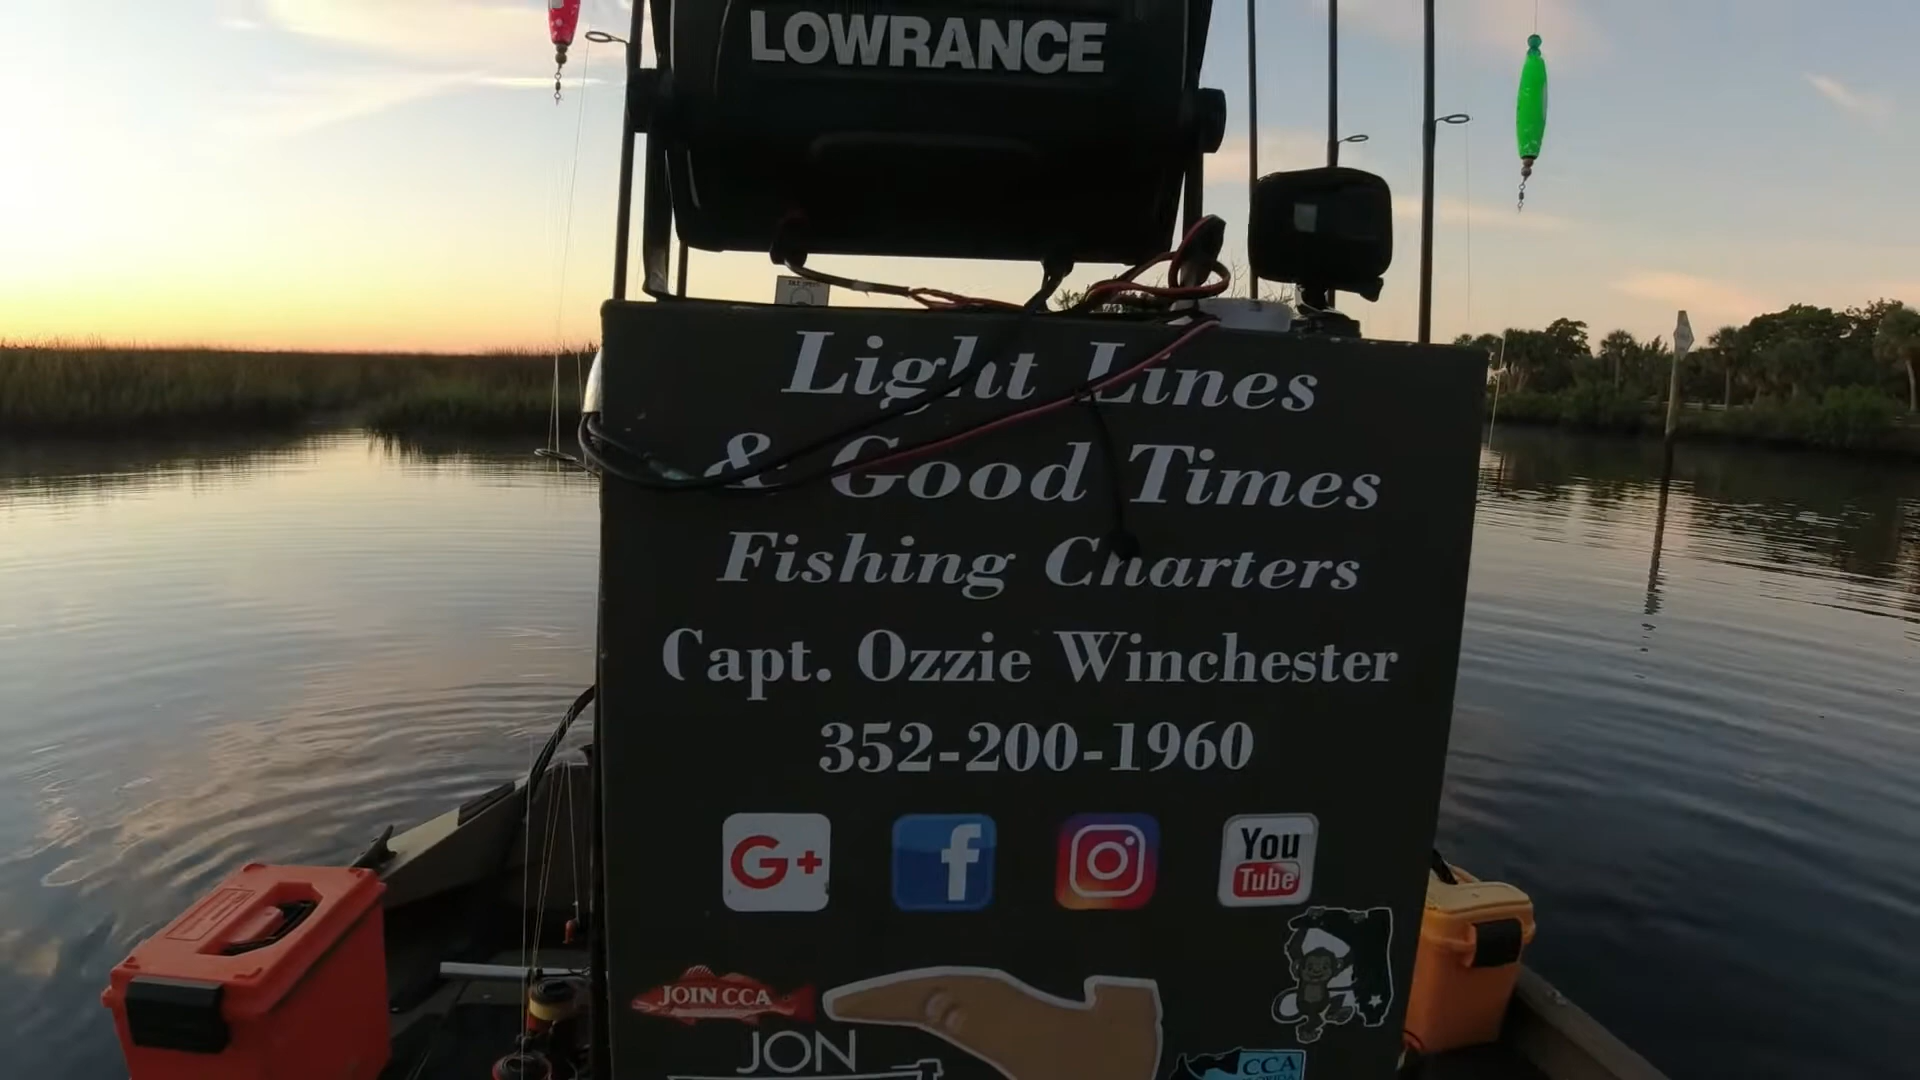 LOWRANCE
Light Lines
& Good Times
Fishing Charters
Capt. Ozzie Winchester
352-200-1960
G+
f
You
Tube
JOIN CCA
JON
CCA